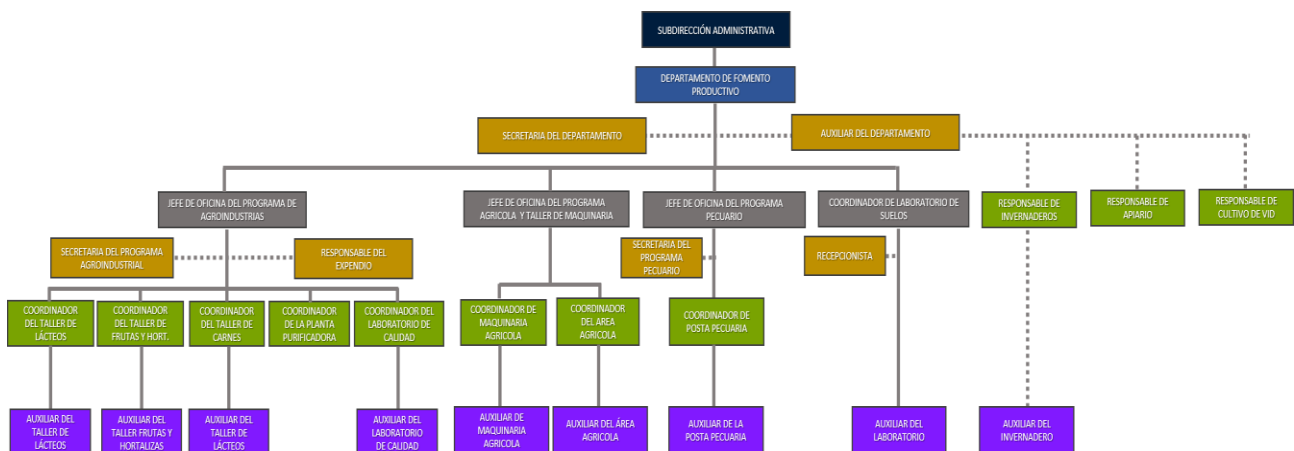 SUBDIRECCIÓN ADMINISTRATIVA
DEPARTAMENTO DE FOMENTO
PRODUCTIVO
SECRETARIA DEL DEPARTAMENTO
AUXILIAR DEL DEPARTAMENTO
JEFE DE OFICINA DEL PROGRAMA DE
AGROINDUSTRIAS
JEFE DE OFICINA DEL PROGRAMA
AGRICOLA Y TALLER DE MAQUINARIA
JEFE DE OFICINA DEL PROGRAMA
PECUARIO
COORDINADOR DE LABORATORIO DE
SUELOS
RESPONSABLE DE
INVERNADEROS
RESPONSABLE DE
APIARIO
RESPONSABLE DE
CULTIVO DE VID
SECRETARIA DEL PROGRAMA
AGROINDUSTRIAL
RESPONSABLE DEL
EXPENDIO
SECRETARIA DEL
PROGRAMA
PECUARIO
RECEPCIONISTA
COORDINADOR
DEL TALLER DE
LÁCTEOS
COORDINADOR
DEL TALLER DE
FRUTAS Y HORT.
COORDINADOR
DEL TALLER DE
CARNES
COORDINADOR
DE LA PLANTA
PURIFICADORA
COORDINADOR DEL
LABORATORIO DE
CALIDAD
COORDINADOR DE
MAQUINARIA
AGRICOLA
COORDINADOR
DEL AREA
AGRICOLA
COORDINADOR DE
POSTA PECUARIA
AUXILIAR DEL
TALLER DE
LÁCTEOS
AUXILIAR DEL
TALLER FRUTAS Y
HORTALIZAS
AUXILIAR DEL
TALLER DE
LÁCTEOS
AUXILIAR DEL
LABORATORIO
DE CALIDAD
AUXILIAR DE
MAQUINARIA
AGRICOLA
AUXILIAR DEL ÁREA
AGRICOLA
AUXILIAR DE LA
POSTA PECUARIA
AUXILIAR DEL
LABORATORIO
AUXILIAR DEL
INVERNADERO